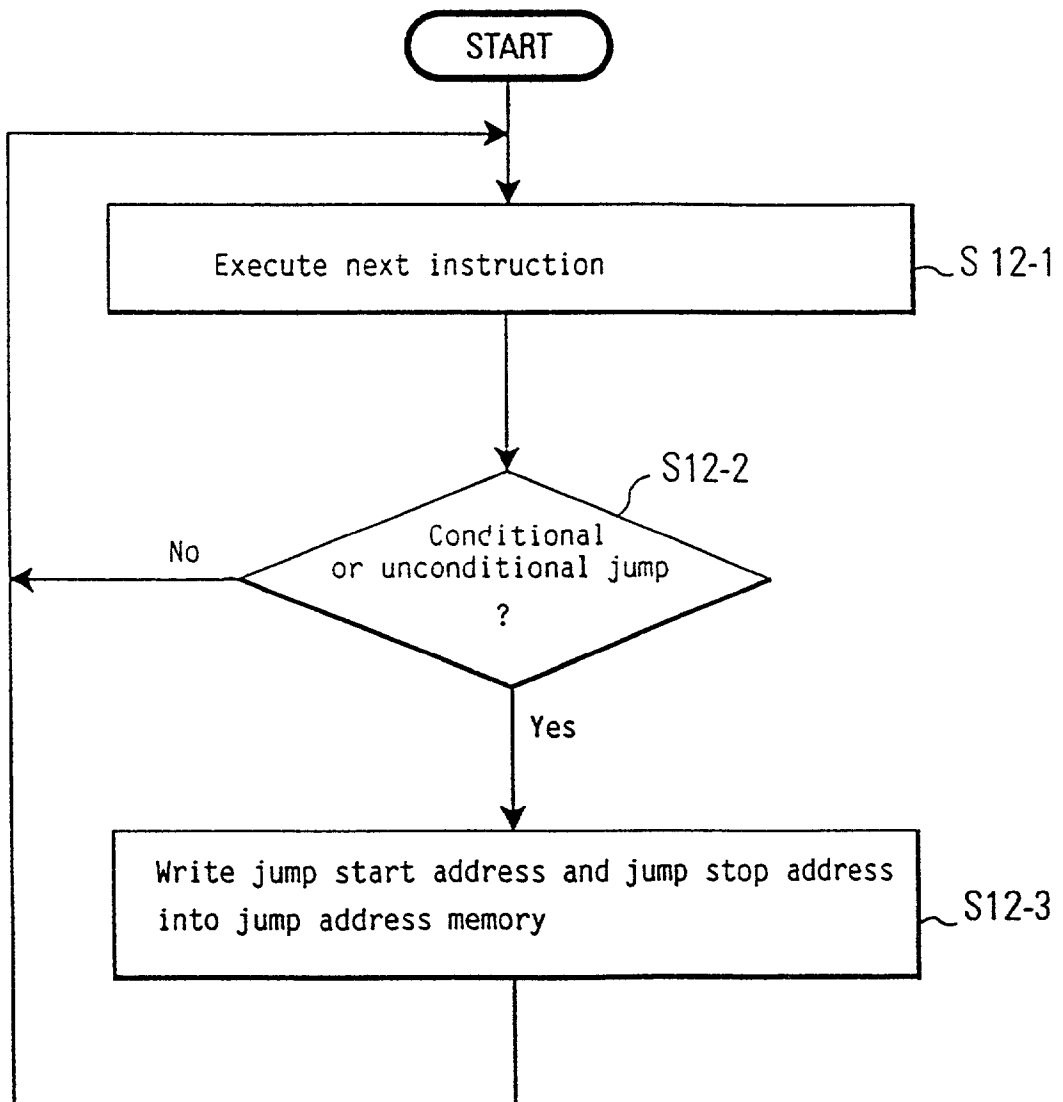 START
Execute next instruction
S 12-1
S12-2
Conditional
or unconditional jump
?
No
Yes
Write jump start address and jump stop address
into jump address memory
S12-3